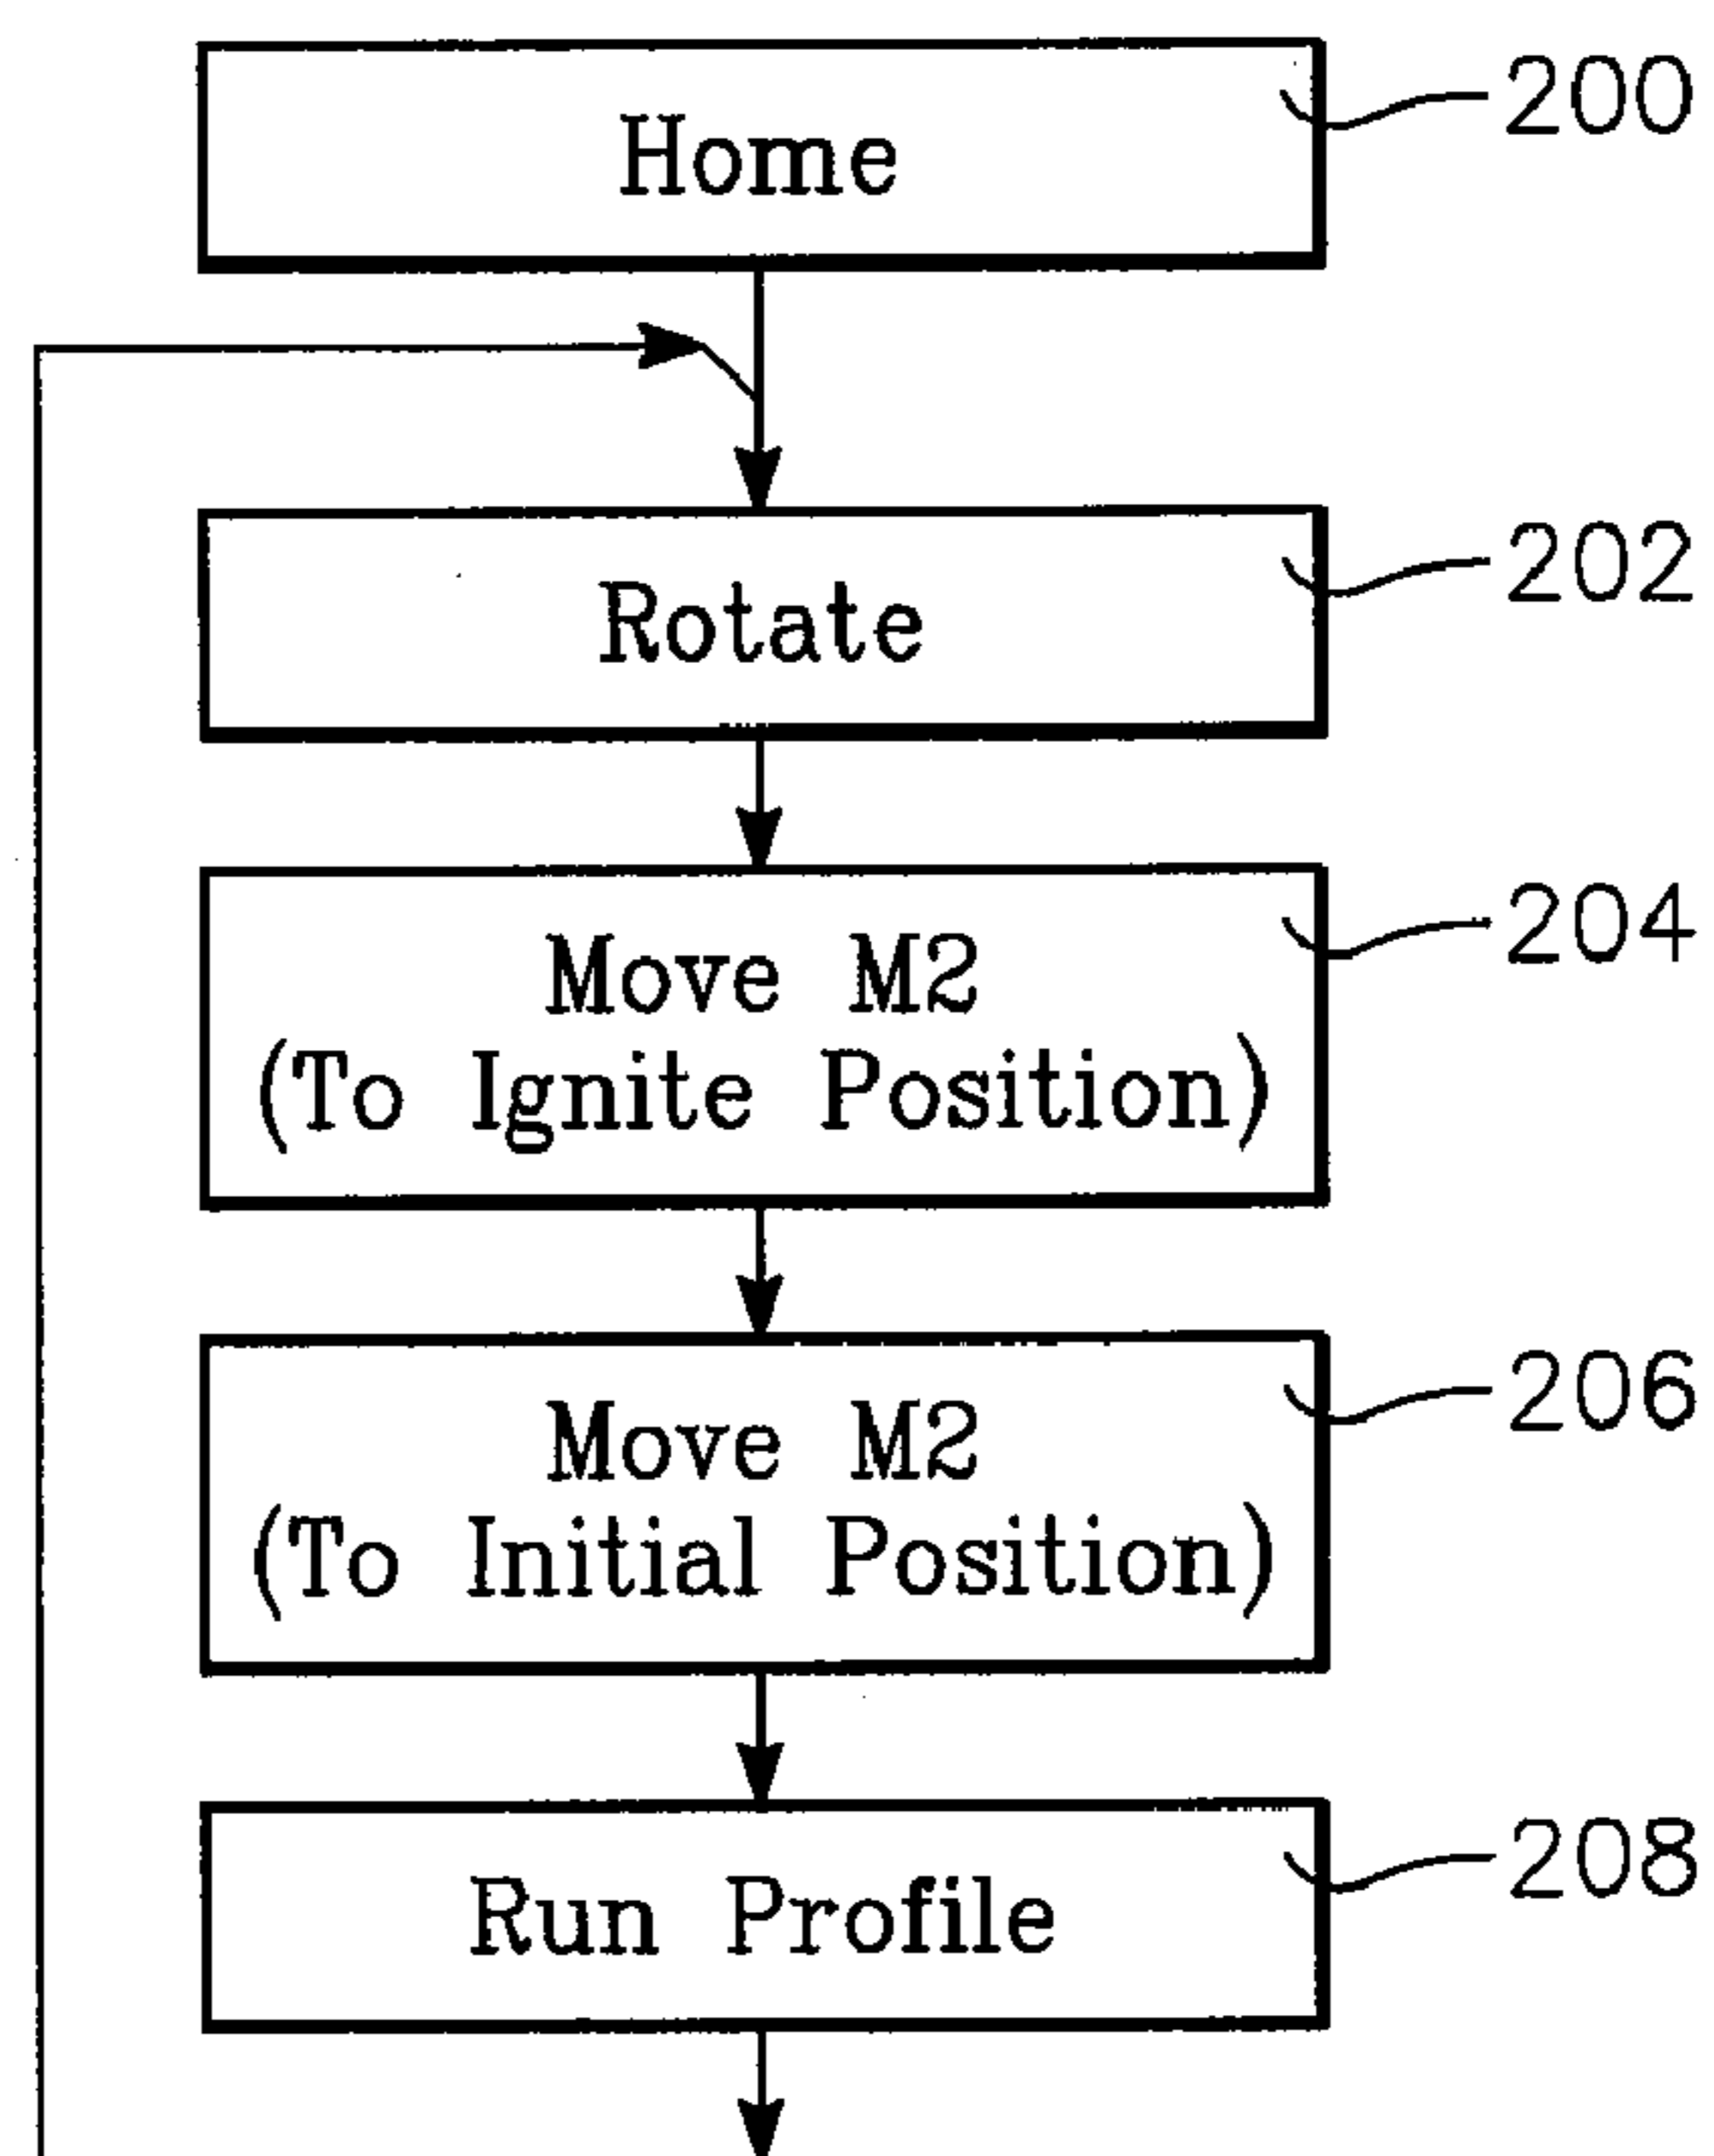 Home
200
Rotate
202
Move M2
(To Ignite Position)
204
Move M2
(To Initial Position)
206
Run Profile
208